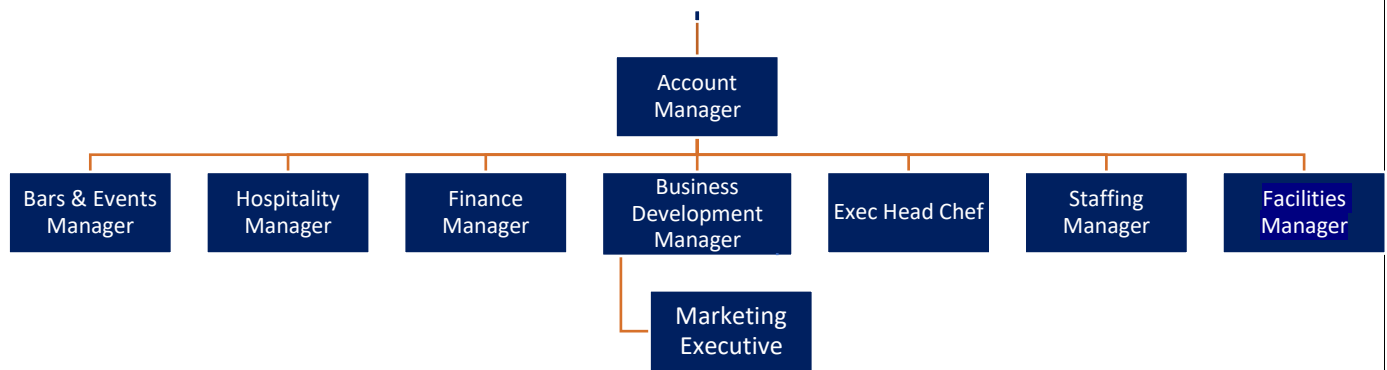 Account
Manager
Bars & Events
Manager
Hospitality
Manager
Finance
Manager
Business
Development
Manager
Exec Head Chef
Staffing
Manager
Facilities
Manager
Marketing
Executive